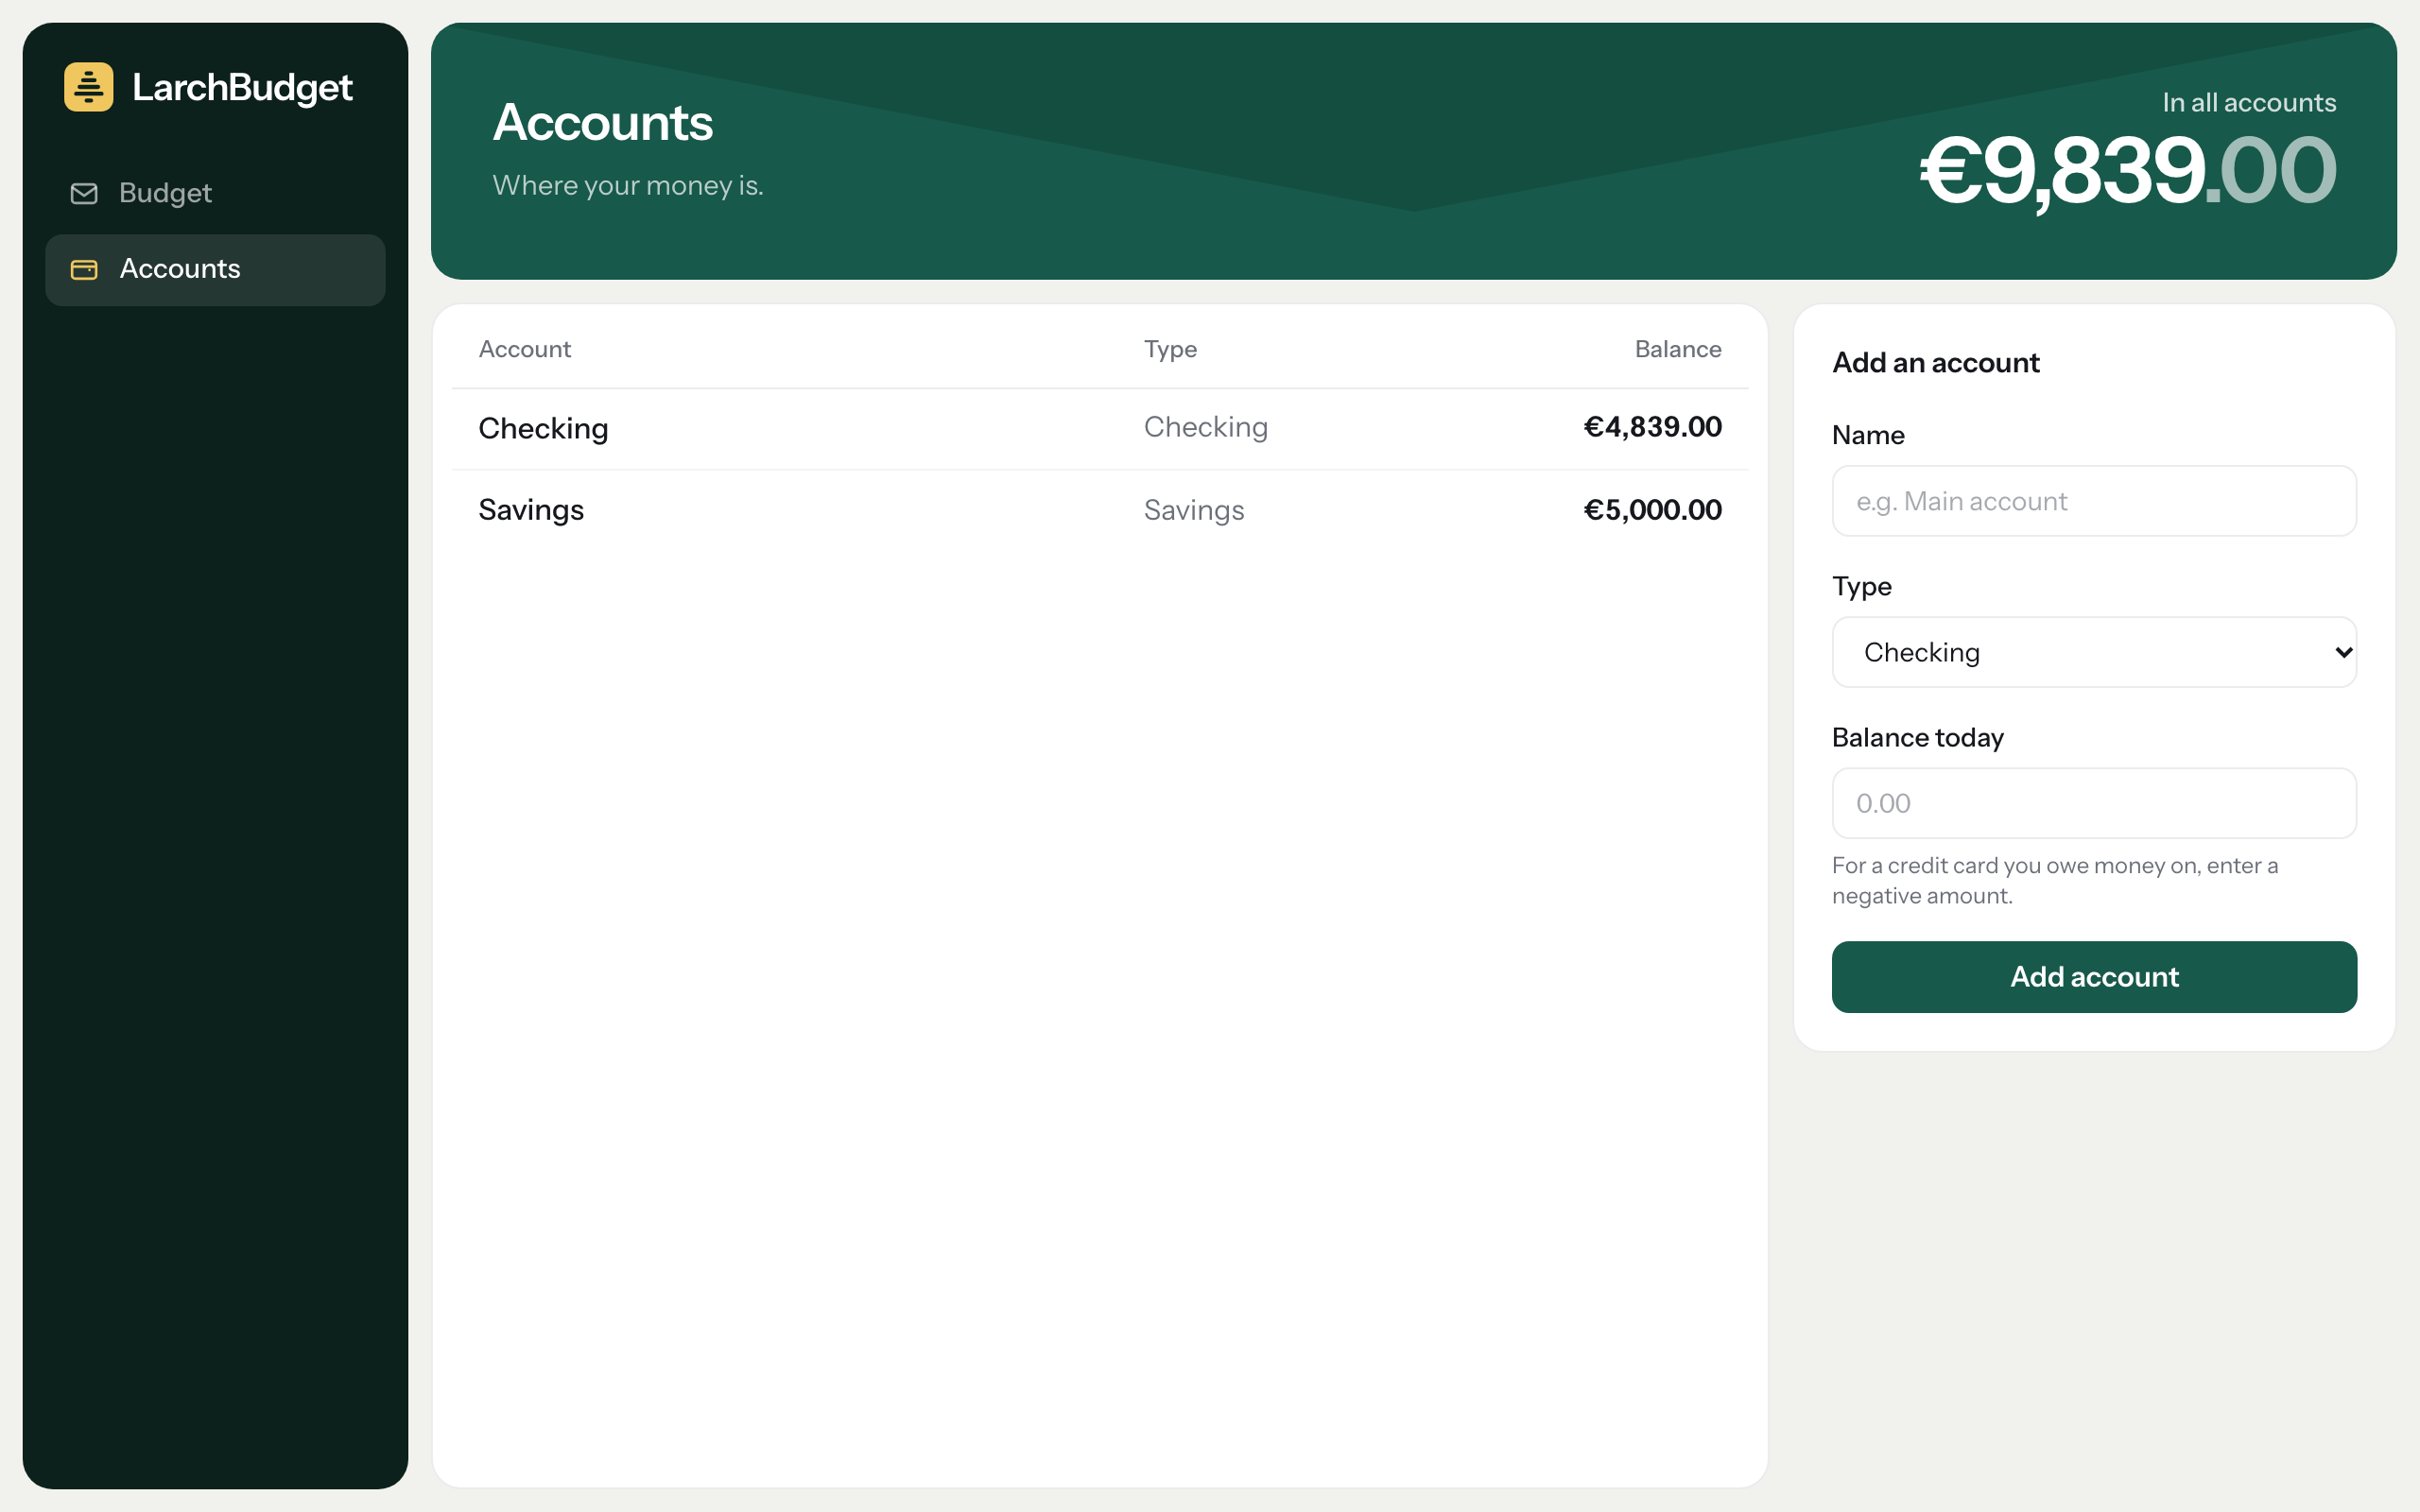 LarchBudget
Budget
Accounts
Accounts
Where your money is.
In all accounts
€9,839.00
Account Type Balance
Checking Checking €4,839.00
Savings Savings €5,000.00
Add an account
Name
e.g. Main account
Type
Checking
Balance today
0.00
For a credit card you owe money on, enter a
negative amount.
Add account